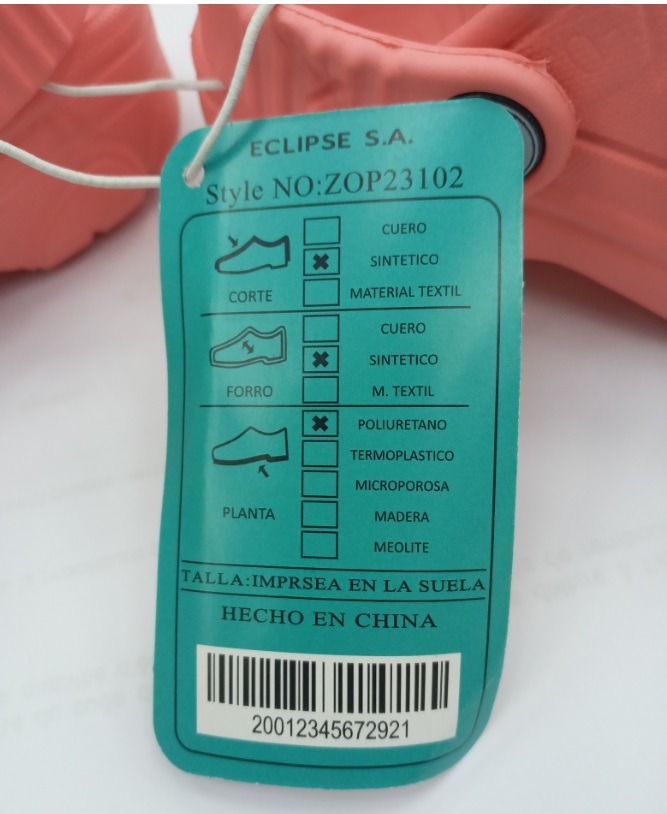 ECLIPSE S.A.
Style NO:ZOP23102
CUERO
SINTETICO
CORTE
MATERIAL TEXTIL
CUERO
SINTETICO
FORRO
M. TEXTIL
POLIURETANO
TERMOPLASTICO
MICROPOROSA
PLANTA
MADERA
MEOLITE
TALLA:IMPRSEA EN LA SUELA
HECHO EN CHINA
20012345672921